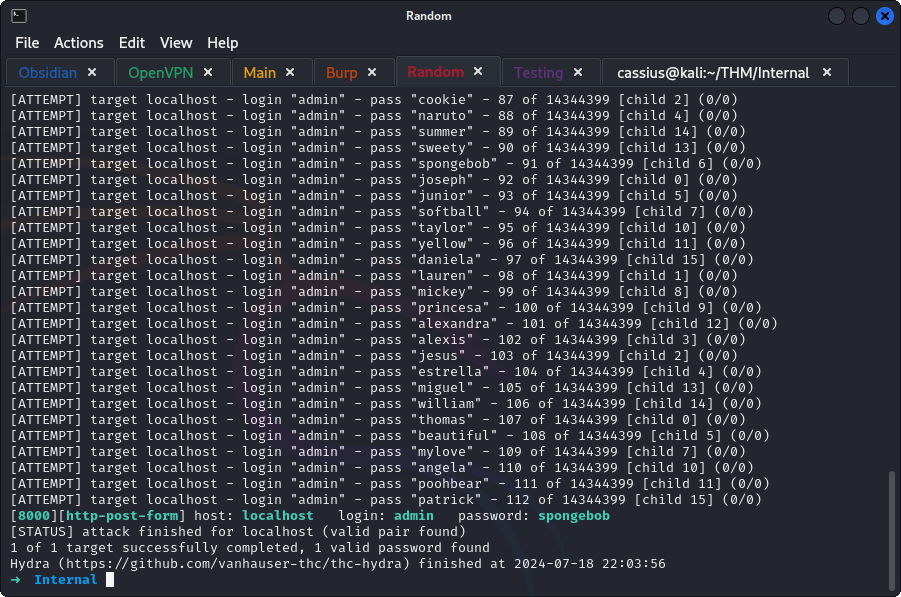 Random
File Actions Edit View Help
Obsidian × OpenVPN × Main × Burp × Random × Testing × cassius@kali:~/THM/Internal ×
[ATTEMPT] target localhost - login "admin" - pass "cookie" - 87 of 14344399 [child 2] (0/0)
[ATTEMPT] target localhost - login "admin" - pass "naruto" - 88 of 14344399 [child 4] (0/0)
[ATTEMPT] target localhost - login "admin" - pass "summer" - 89 of 14344399 [child 14] (0/0)
[ATTEMPT] target localhost - login "admin" - pass "sweety" - 90 of 14344399 [child 13] (0/0)
[ATTEMPT] target localhost - login "admin" - pass "spongebob" - 91 of 14344399 [child 6] (0/0)
[ATTEMPT] target localhost - login "admin" - pass "joseph" - 92 of 14344399 [child 0] (0/0)
[ATTEMPT] target localhost - login "admin" - pass "junior" - 93 of 14344399 [child 5] (0/0)
[ATTEMPT] target localhost - login "admin" - pass "softball" - 94 of 14344399 [child 7] (0/0)
[ATTEMPT] target localhost - login "admin" - pass "taylor" - 95 of 14344399 [child 10] (0/0)
[ATTEMPT] target localhost - login "admin" - pass "yellow" - 96 of 14344399 [child 11] (0/0)
[ATTEMPT] target localhost - login "admin" - pass "daniela" - 97 of 14344399 [child 15] (0/0)
[ATTEMPT] target localhost - login "admin" - pass "lauren" - 98 of 14344399 [child 1] (0/0)
[ATTEMPT] target localhost - login "admin" - pass "mickey" - 99 of 14344399 [child 8] (0/0)
[ATTEMPT] target localhost - login "admin" - pass "princesa" - 100 of 14344399 [child 9] (0/0)
[ATTEMPT] target localhost - login "admin" - pass "alexandra" - 101 of 14344399 [child 12] (0/0)
[ATTEMPT] target localhost - login "admin" - pass "alexis" - 102 of 14344399 [child 3] (0/0)
[ATTEMPT] target localhost - login "admin" - pass "jesus" - 103 of 14344399 [child 2] (0/0)
[ATTEMPT] target localhost - login "admin" - pass "estrella" - 104 of 14344399 [child 4] (0/0)
[ATTEMPT] target localhost - login "admin" - pass "miguel" - 105 of 14344399 [child 13] (0/0)
[ATTEMPT] target localhost - login "admin" - pass "william" - 106 of 14344399 [child 14] (0/0)
[ATTEMPT] target localhost - login "admin" - pass "thomas" - 107 of 14344399 [child 0] (0/0)
[ATTEMPT] target localhost - login "admin" - pass "beautiful" - 108 of 14344399 [child 5] (0/0)
[ATTEMPT] target localhost - login "admin" - pass "mylove" - 109 of 14344399 [child 7] (0/0)
[ATTEMPT] target localhost - login "admin" - pass "angela" - 110 of 14344399 [child 10] (0/0)
[ATTEMPT] target localhost - login "admin" - pass "poohbear" - 111 of 14344399 [child 11] (0/0)
[ATTEMPT] target localhost - login "admin" - pass "patrick" - 112 of 14344399 [child 15] (0/0)
[8000][http-post-form] host: localhost   login: admin   password: spongebob
[STATUS] attack finished for localhost (valid pair found)
1 of 1 target successfully completed, 1 valid password found
Hydra (https://github.com/vanhauser-thc/thc-hydra) finished at 2024-07-18 22:03:56
→ Internal